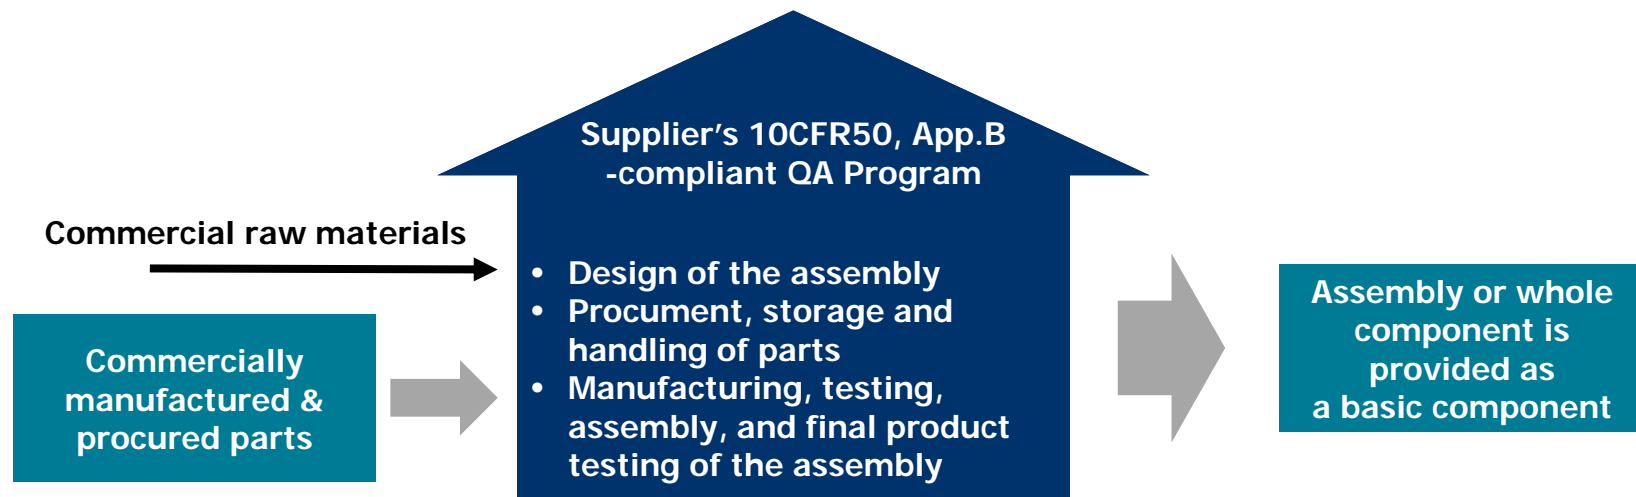 Supplier's 10CFR50, App.B
-compliant QA Program
Commercial raw materials
• Design of the assembly
• Procument, storage and
handling of parts
• Manufacturing, testing,
assembly, and final product
testing of the assembly
Commercially
manufactured &
procured parts
Assembly or whole
component is
provided as
a basic component